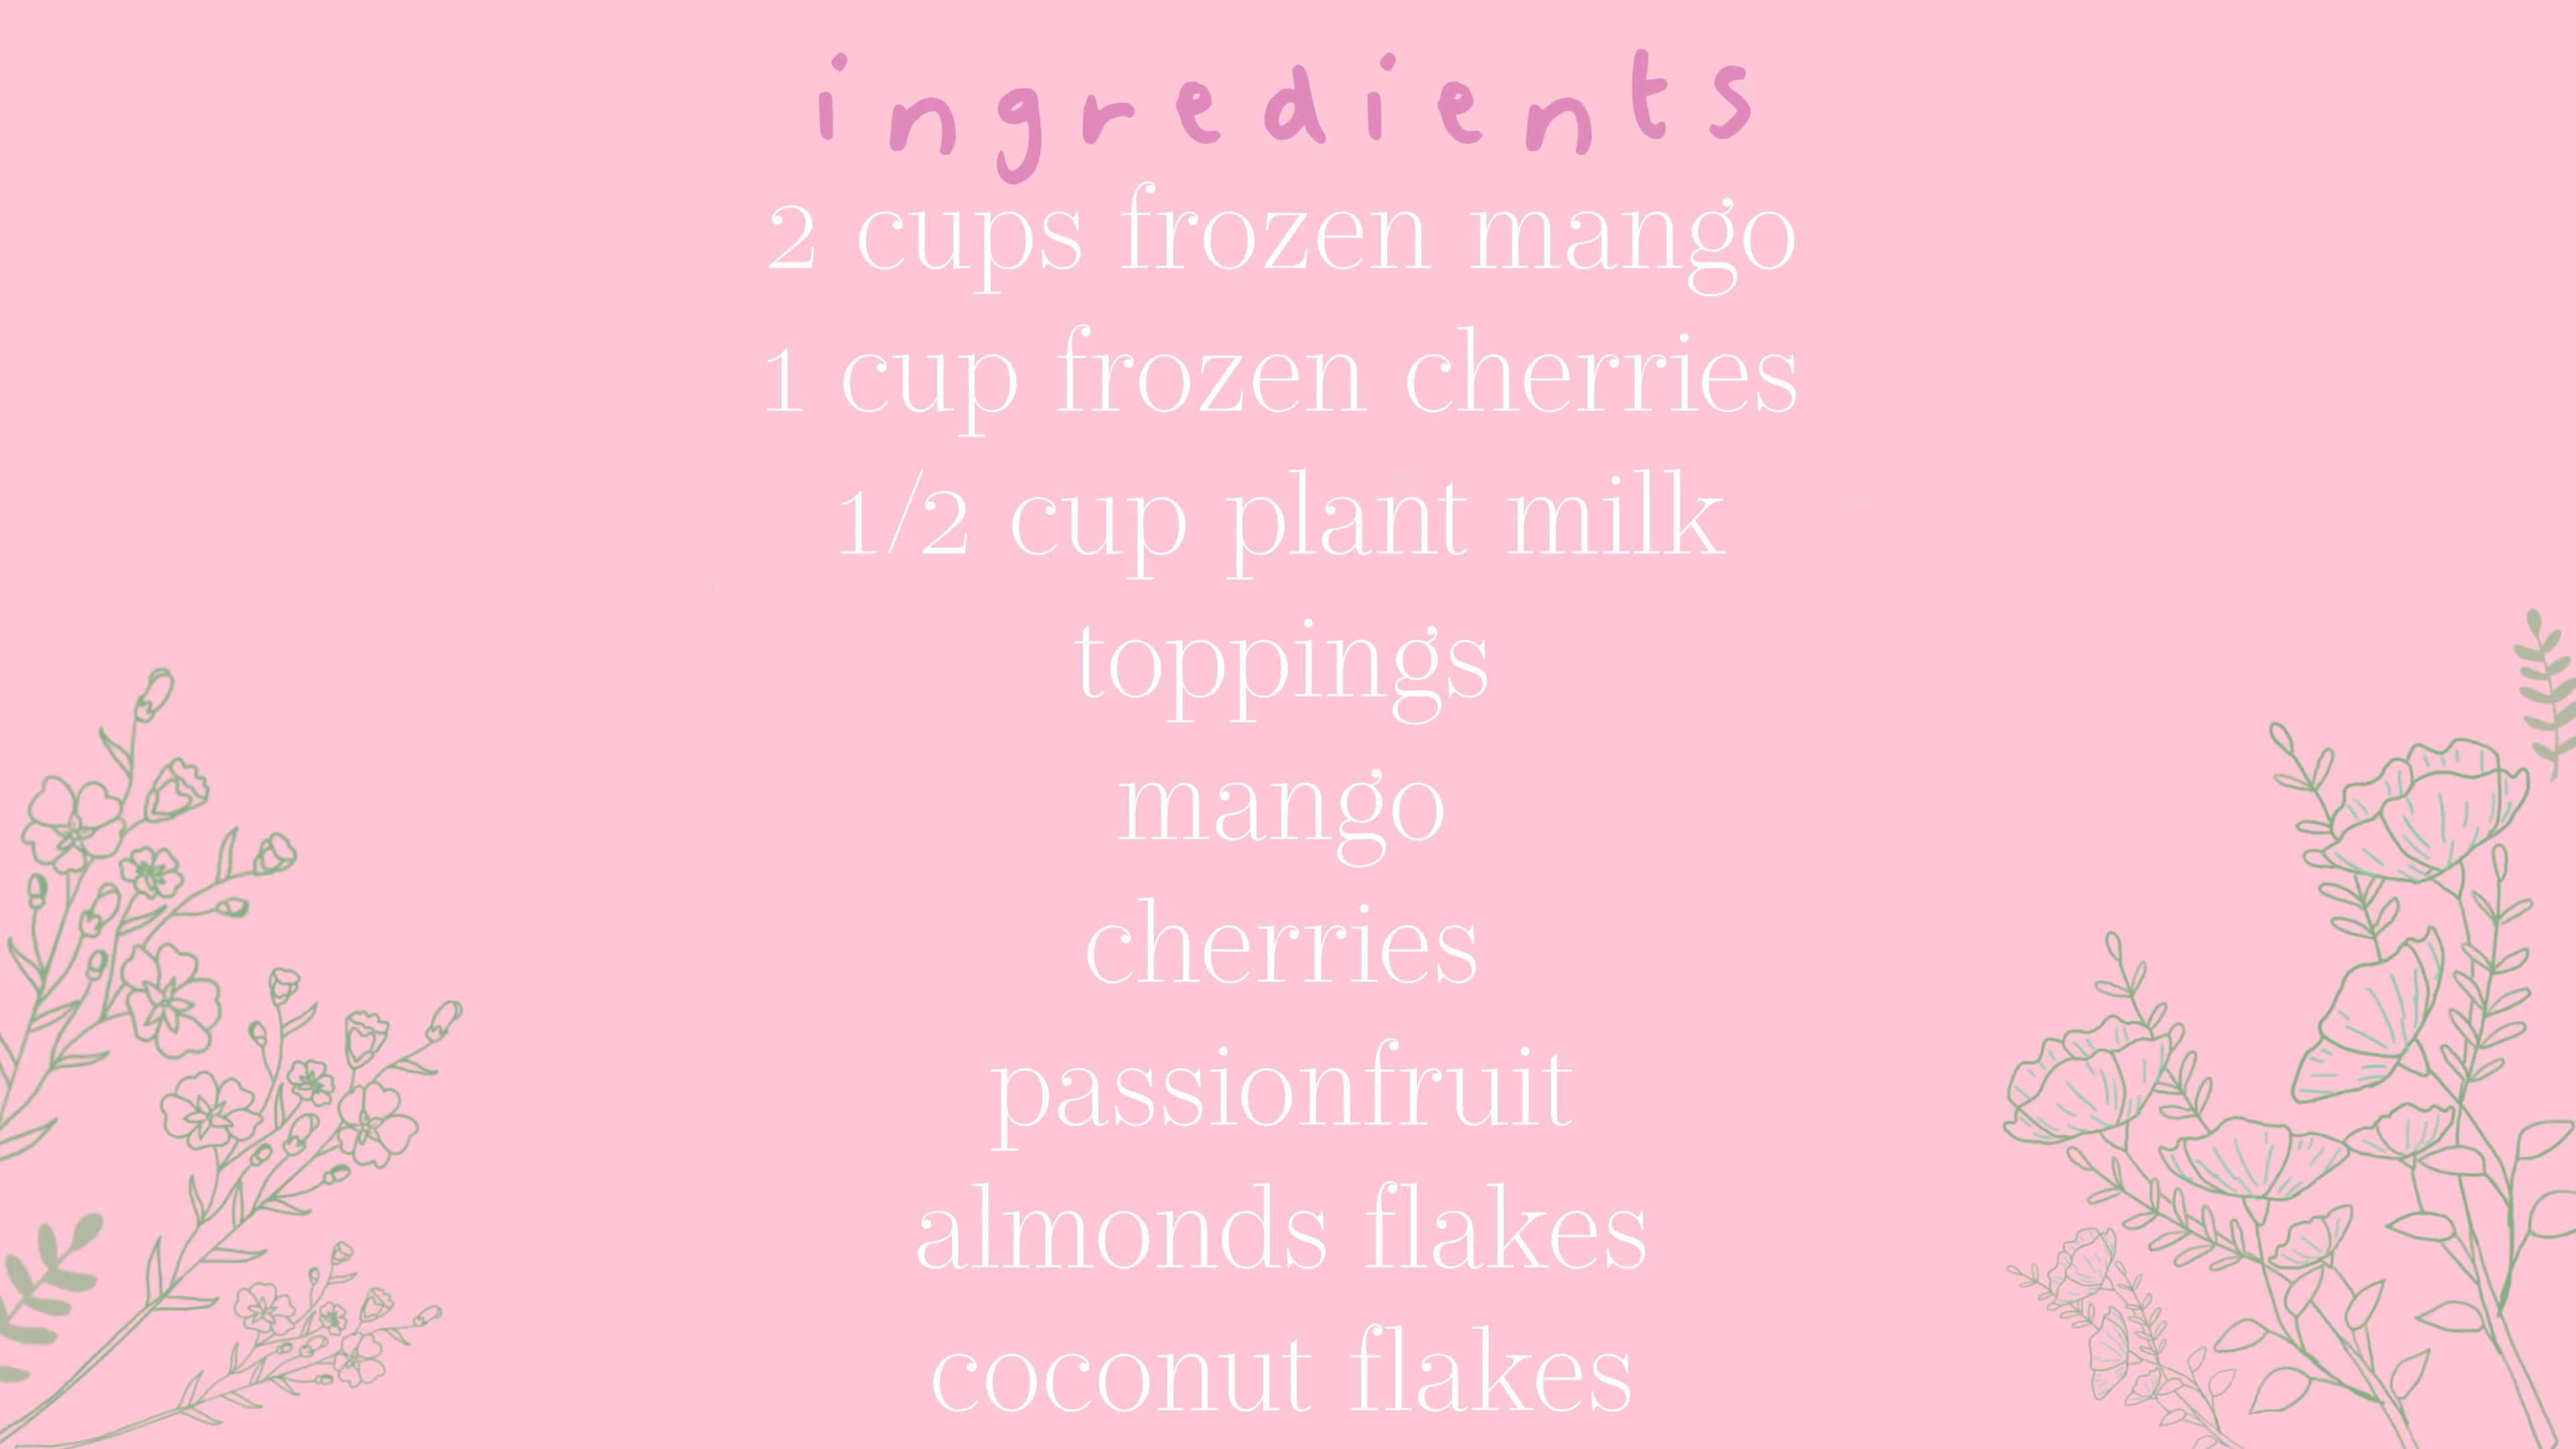 ingredients
2 cups frozen mango
1 cup frozen cherries
1/2 cup plant milk
toppings
mango
cherries
passionfruit
almonds flakes
coconut flakes